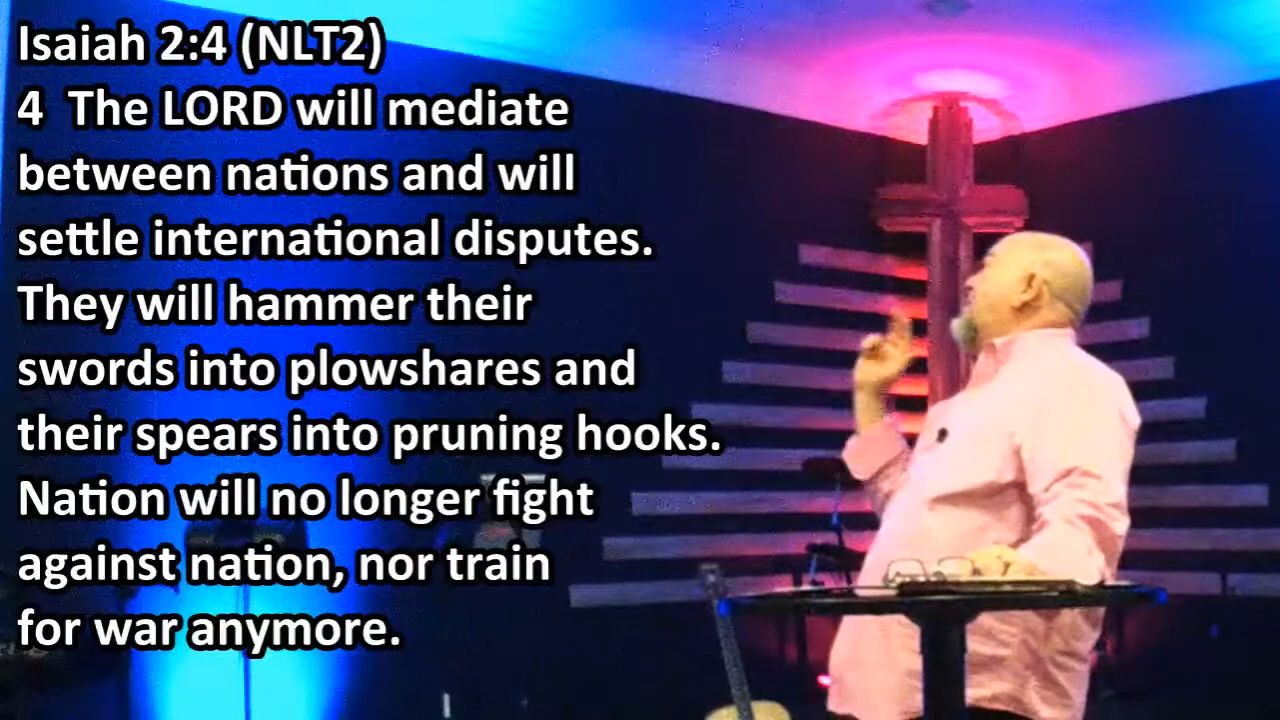 Isaiah 2:4 (NLT2)
4  The LORD will mediate
between nations and will
settle international disputes.
They will hammer their
swords into plowshares and
their spears into pruning hooks.
Nation will no longer fight
against nation, nor train
for war anymore.